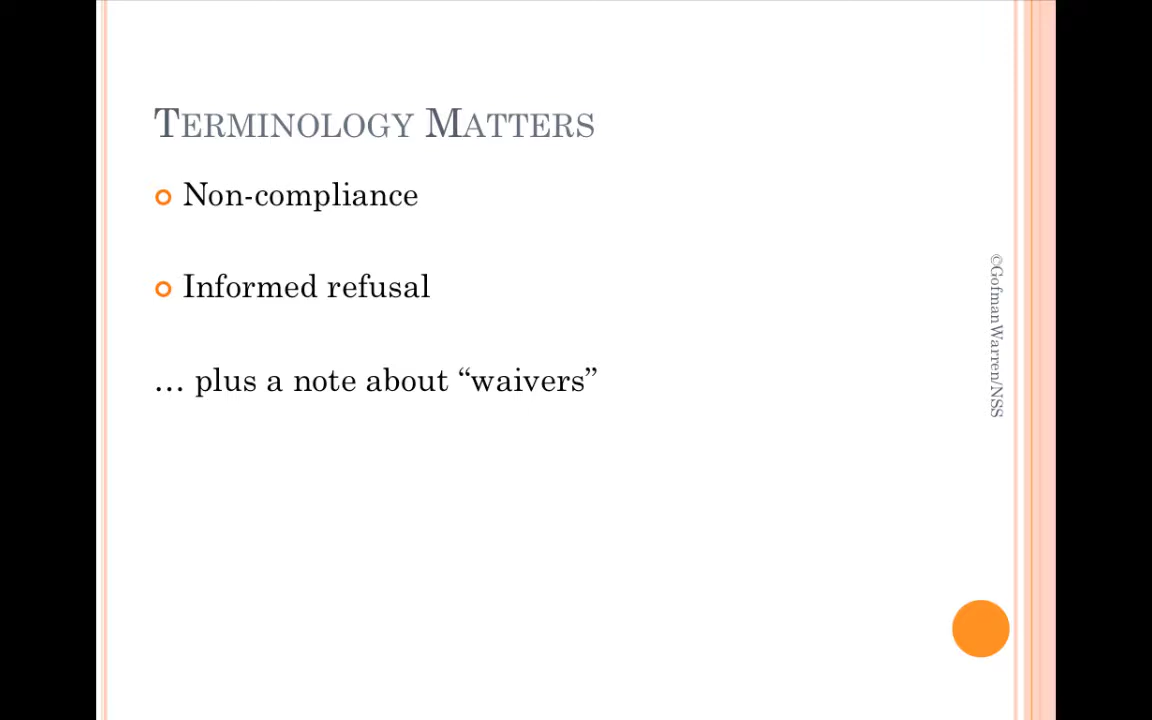 Terminology Matters
Non-compliance
Informed refusal
… plus a note about “waivers”
©GofmanWarren/NSS